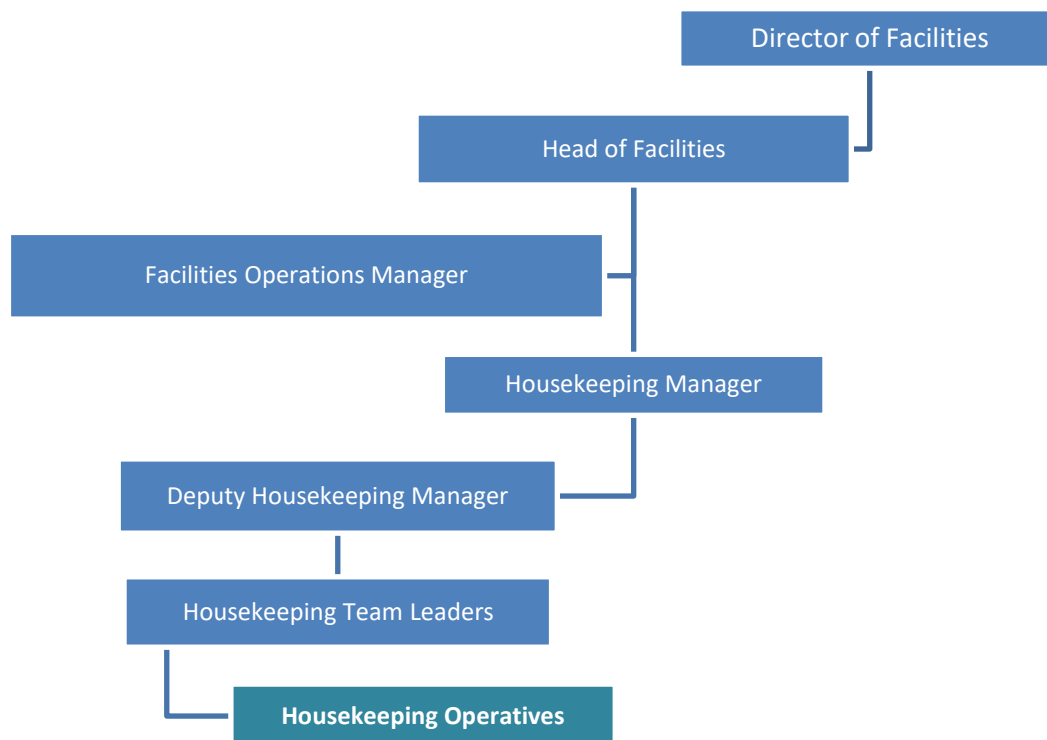 Director of Facilities
Head of Facilities
Facilities Operations Manager
Housekeeping Manager
Deputy Housekeeping Manager
Housekeeping Team Leaders
Housekeeping Operatives